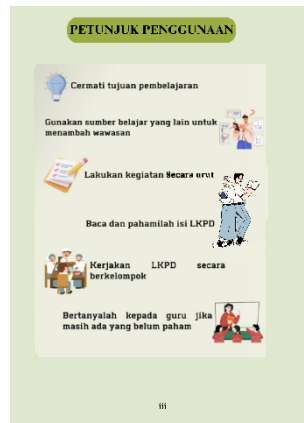 PETUNJUK PENGGUNAAN
Cermati tujuan pembelajaran
Gunakan sumber belajar yang lain untuk
menambah wawasan
Lakukan kegiatan Secara urut
Baca dan pahamilah isi LKPD
Kerjakan LKPD secara
berkelompok
Bertanyalah kepada guru jika
masih ada yang belum paham
iii